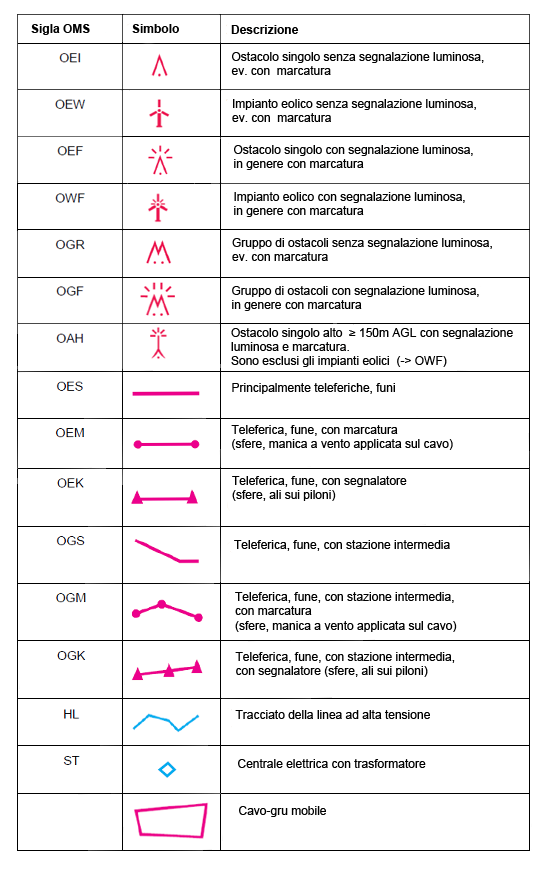 Sigla OMS Simbolo Descrizione
OEI Ostacolo singolo senza segnalazione luminosa,
ev. con marcatura
OEW Impianto eolico senza segnalazione luminosa,
ev. con marcatura
OEF Ostacolo singolo con segnalazione luminosa,
in genere con marcatura
OWF Impianto eolico con segnalazione luminosa,
in genere con marcatura
OGR Gruppo di ostacoli senza segnalazione luminosa,
ev. con marcatura
OGF Gruppo di ostacoli con segnalazione luminosa,
in genere con marcatura
OAH Ostacolo singolo alto ≥ 150m AGL con segnalazione
luminosa e marcatura.
Sono esclusi gli impianti eolici (-> OWF)
OES Principalmente teleferiche, funi
OEM Teleferica, fune, con marcatura
(sfere, manica a vento applicata sul cavo)
OEK Teleferica, fune, con segnalatore
(sfere, ali sui piloni)
OGS Teleferica, fune, con stazione intermedia
OGM Teleferica, fune, con stazione intermedia,
con marcatura
(sfere, manica a vento applicata sul cavo)
OGK Teleferica, fune, con stazione intermedia,
con segnalatore (sfere, ali sui piloni)
HL Tracciato della linea ad alta tensione
ST Centrale elettrica con trasformatore
Cavo-gru mobile